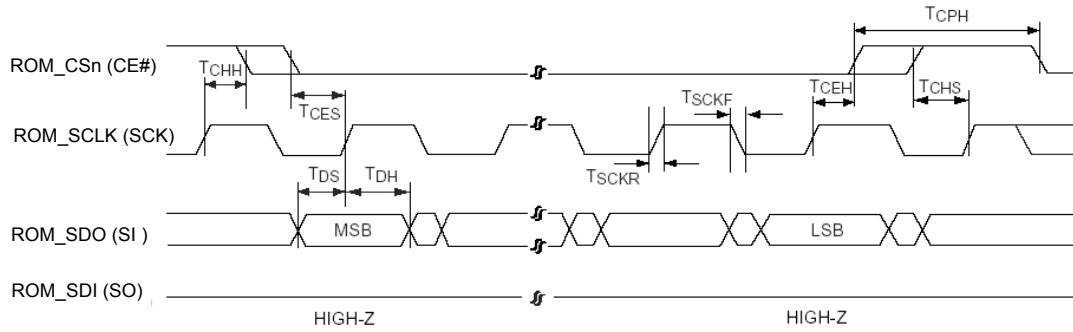 TCPH
ROM_CSn (CE#)
TCHH
TCES
TSCKF
TCEH
TCHS
ROM_SCLK (SCK)
TSCKR
TDS
TDH
ROM_SDO (SI )
MSB
LSB
ROM_SDI (SO)
HIGH-Z
HIGH-Z